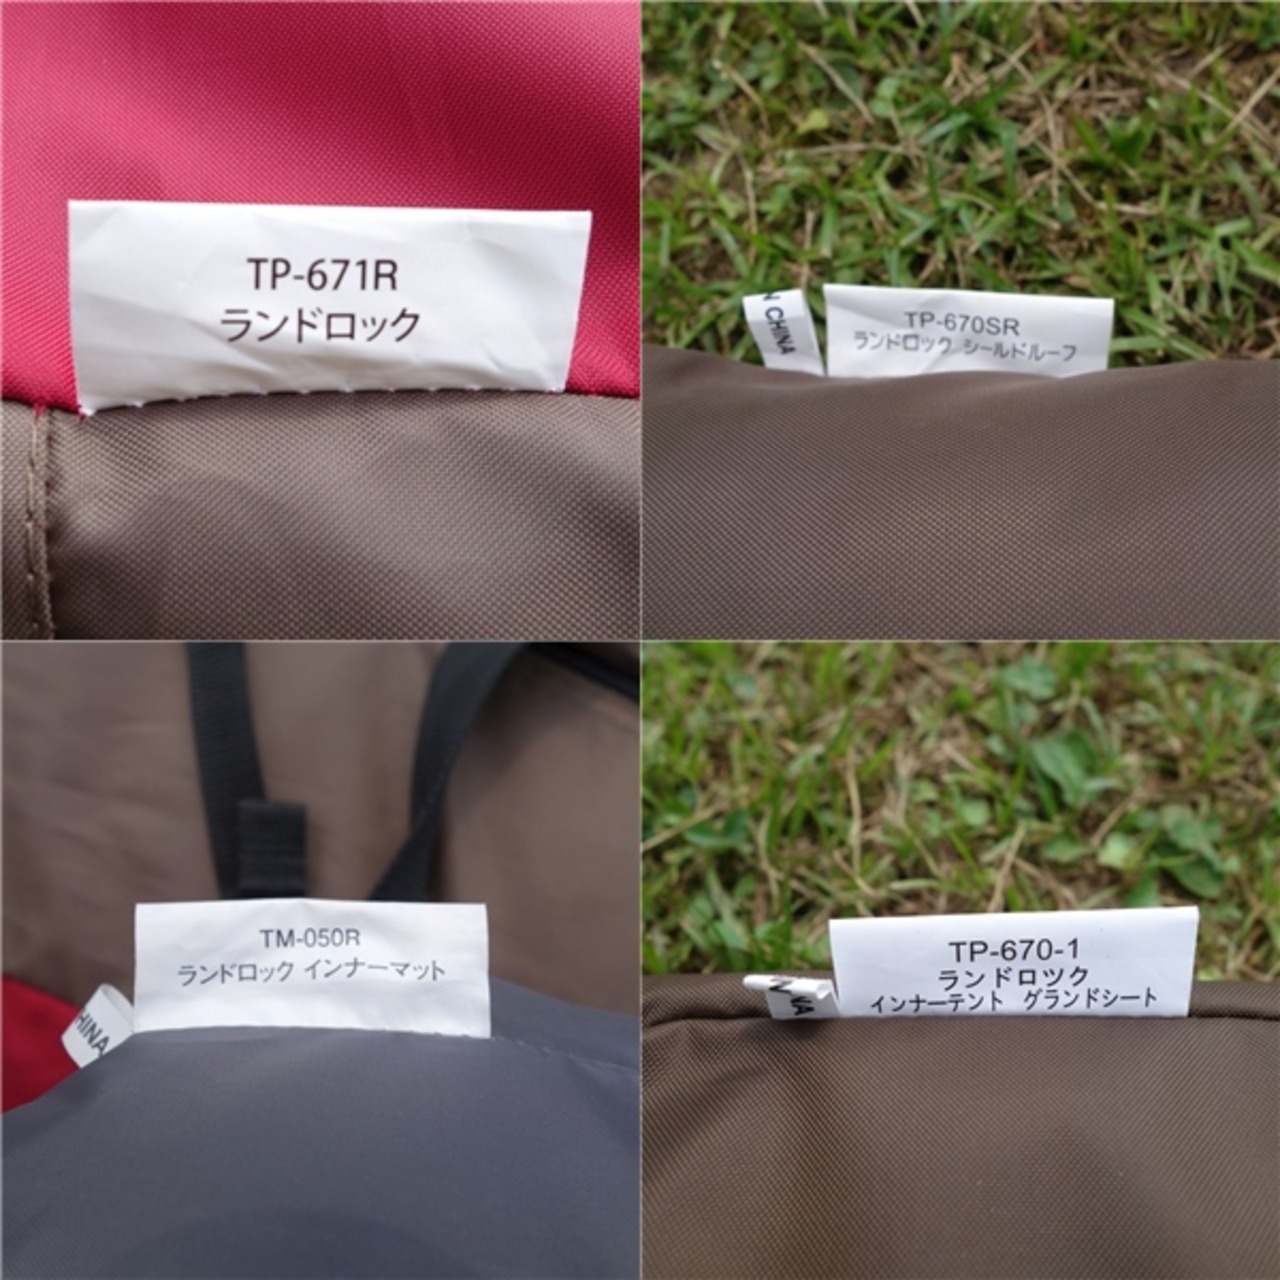 TP-671R
ランドロック
N CHINA
TP-670SR
ランドロック シールドルーフ
TM-050R
ランドロック インナーマット
HINA
TP-670-1
ランドロック
インナーテント グランドシート